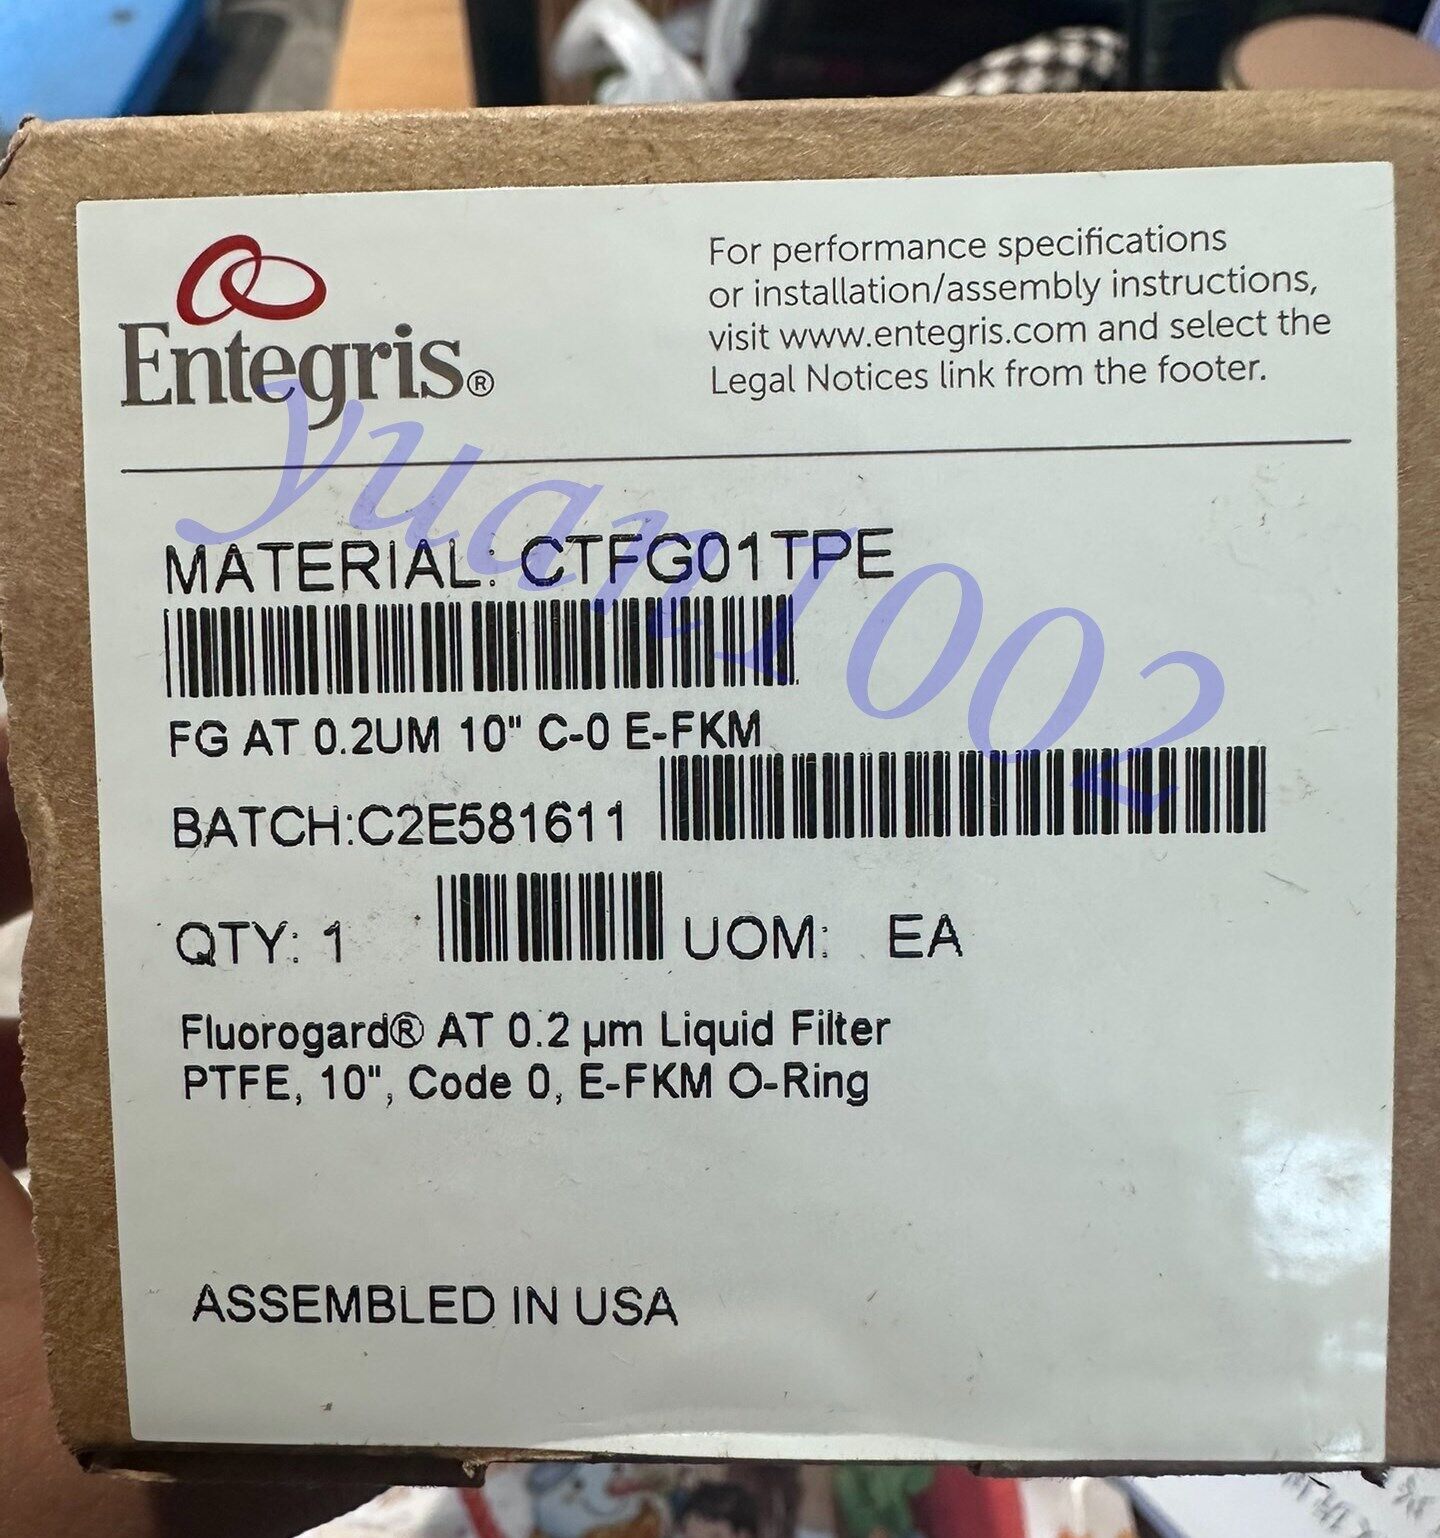 Entegris®
For performance specifications
or installation/assembly instructions,
visit www.entegris.com and select the
Legal Notices link from the footer.
yuan1002
MATERIAL: CTFG01TPE
FG AT 0.2UM 10" C-0 E-FKM
BATCH:C2E581611
QTY: 1 UOM: EA
Fluorogard® AT 0.2 µm Liquid Filter
PTFE, 10", Code 0, E-FKM O-Ring
ASSEMBLED IN USA